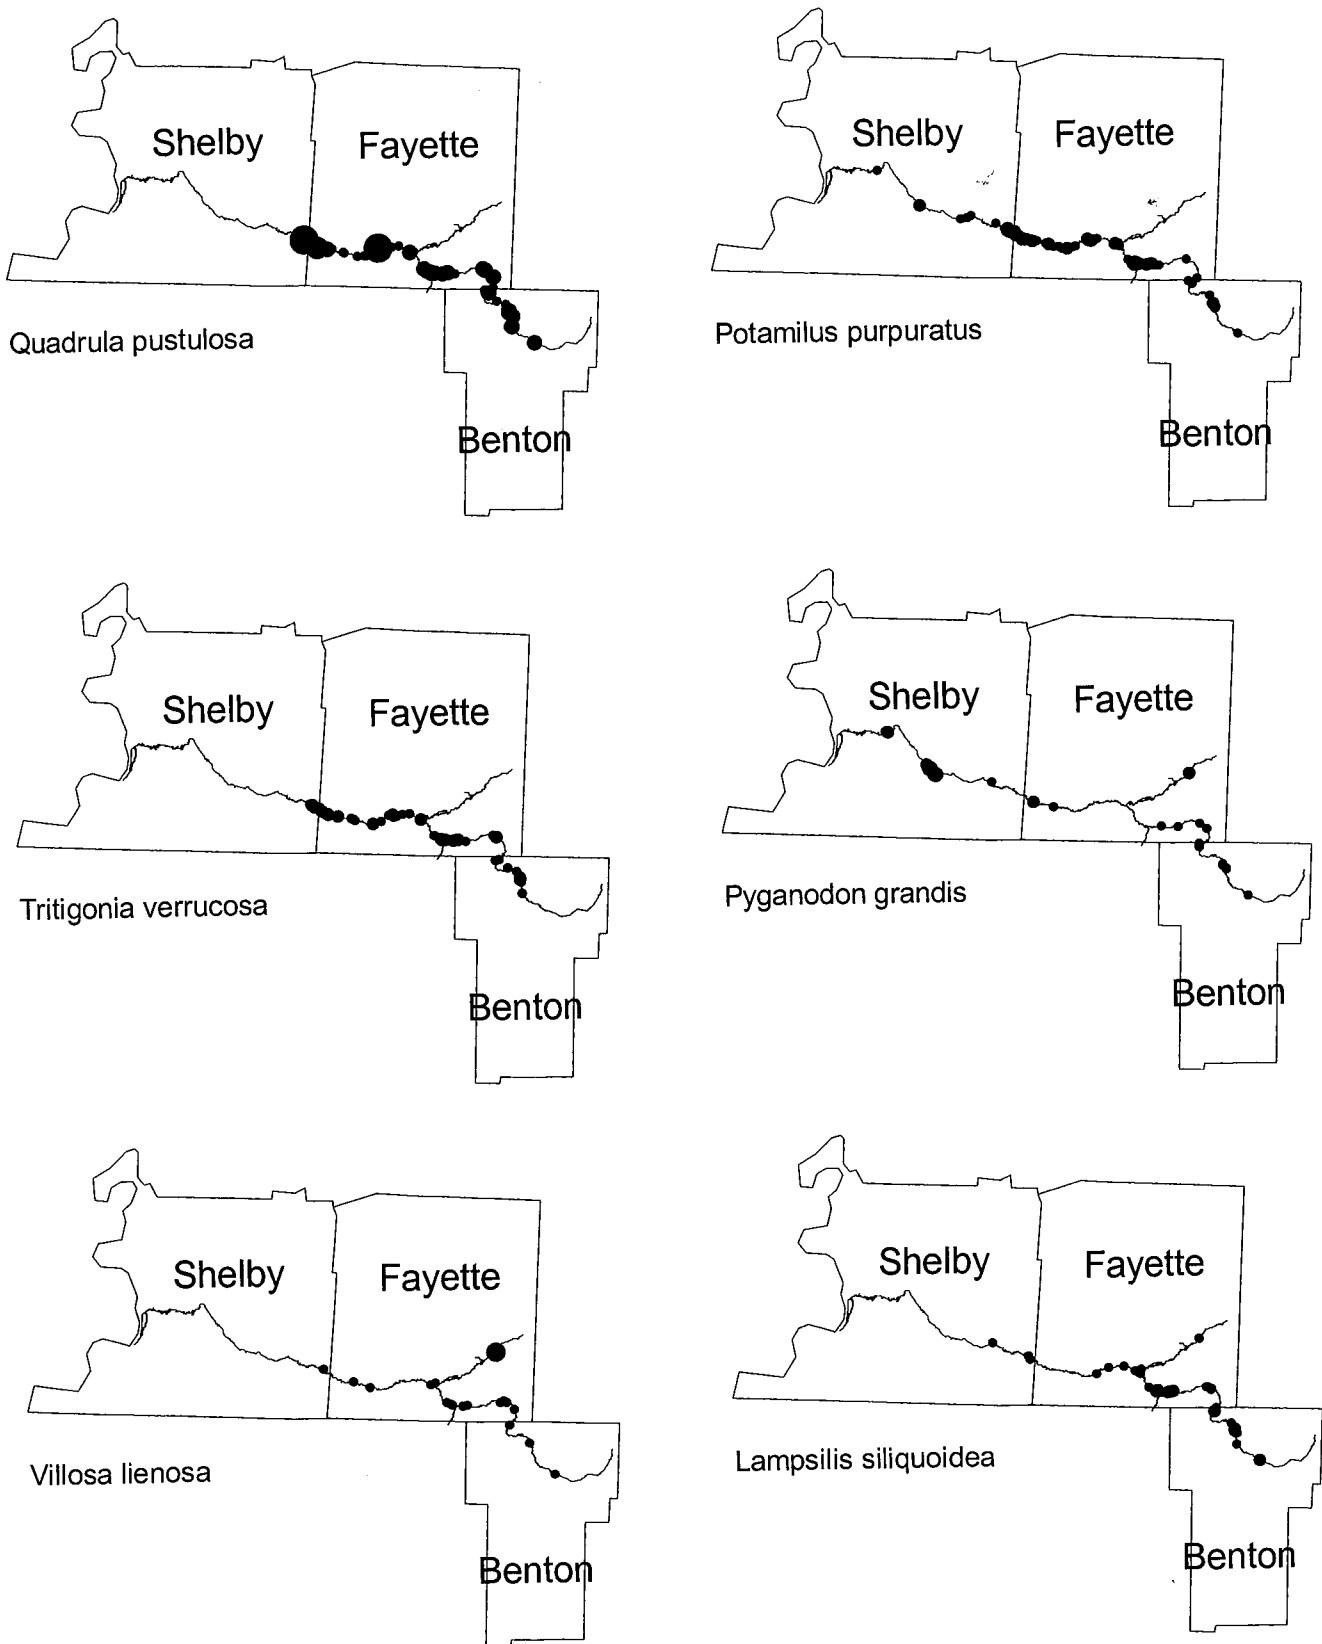 Shelby
Fayette
Benton
Quadrula pustulosa
Shelby
Fayette
Benton
Potamilus purpuratus
Shelby
Fayette
Benton
Tritigonia verrucosa
Shelby
Fayette
Benton
Pyganodon grandis
Shelby
Fayette
Benton
Villosa lienosa
Shelby
Fayette
Benton
Lampsilis siliquoidea